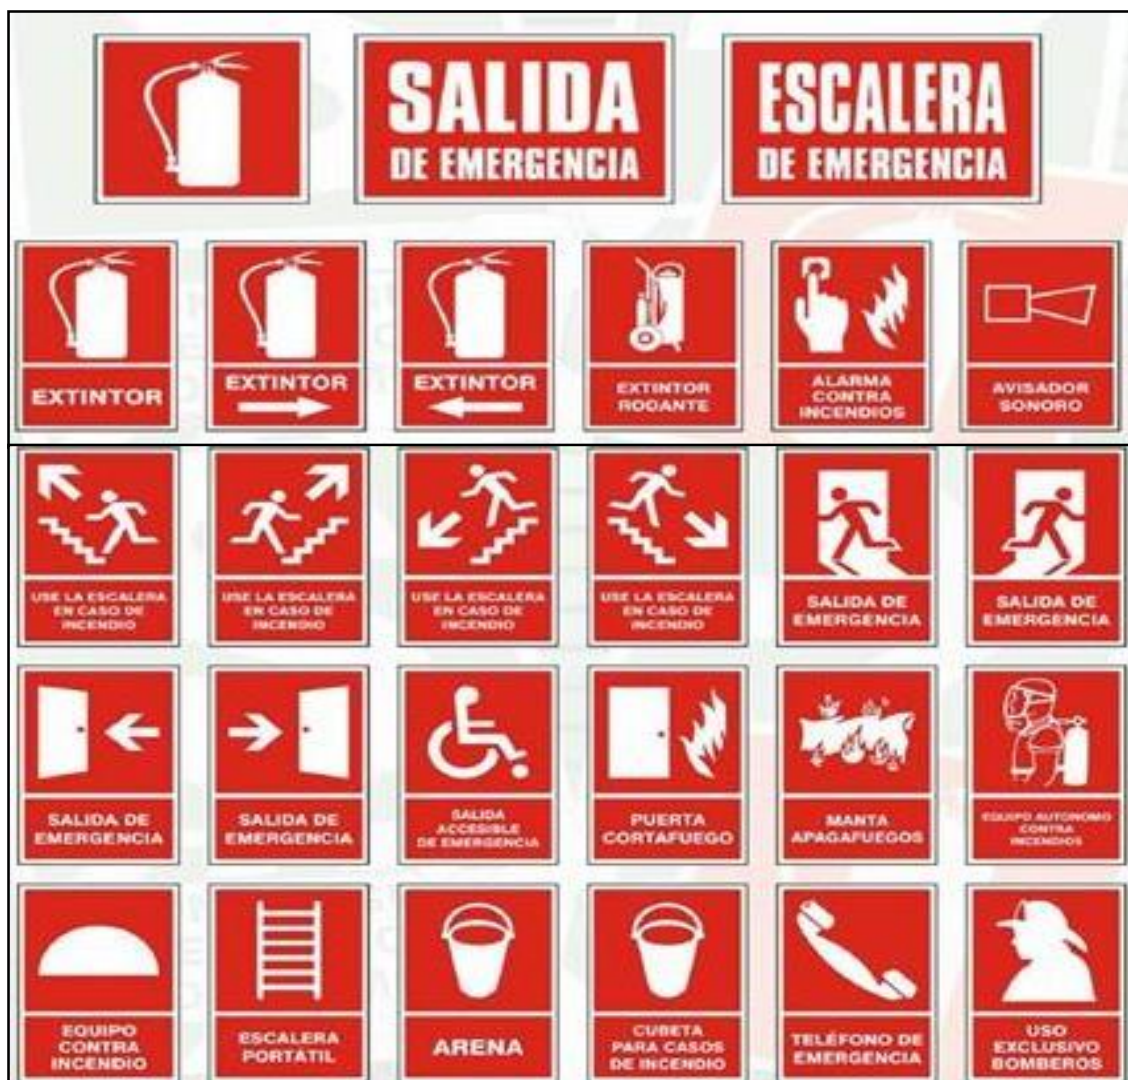 SALIDA
DE EMERGENCIA
ESCALERA
DE EMERGENCIA
EXTINTOR
EXTINTOR
EXTINTOR
EXTINTOR
ROGANTE
ALARMA
CONTRA
INCENDIOS
AVISADOR
SONORO
USE LA ESCALERA
EN CASO DE
INCENDIO
USE LA ESCALERA
EN CASO DE
INCENDIO
USE LA ESCALERA
EN CASO DE
INCENDIO
USE LA ESCALERA
EN CASO DE
INCENDIO
SALIDA DE
EMERGENCIA
SALIDA DE
EMERGENCIA
SALIDA DE
EMERGENCIA
SALIDA DE
EMERGENCIA
SALIDA
ACCESIBLE
DE EMERGENCIA
PUERTA
CORTAFUEGO
MANTA
APAGAFUEGOS
EQUIPO AUTONOMO
CONTRA
INCENDIOS
EQUIPO
CONTRA
INCENDIO
ESCALERA
PORTÁTIL
ARENA
CUBETA
PARA CASOS
DE INCENDIO
TELÉFONO DE
EMERGENCIA
USO
EXCLUSIVO
BOMBEROS